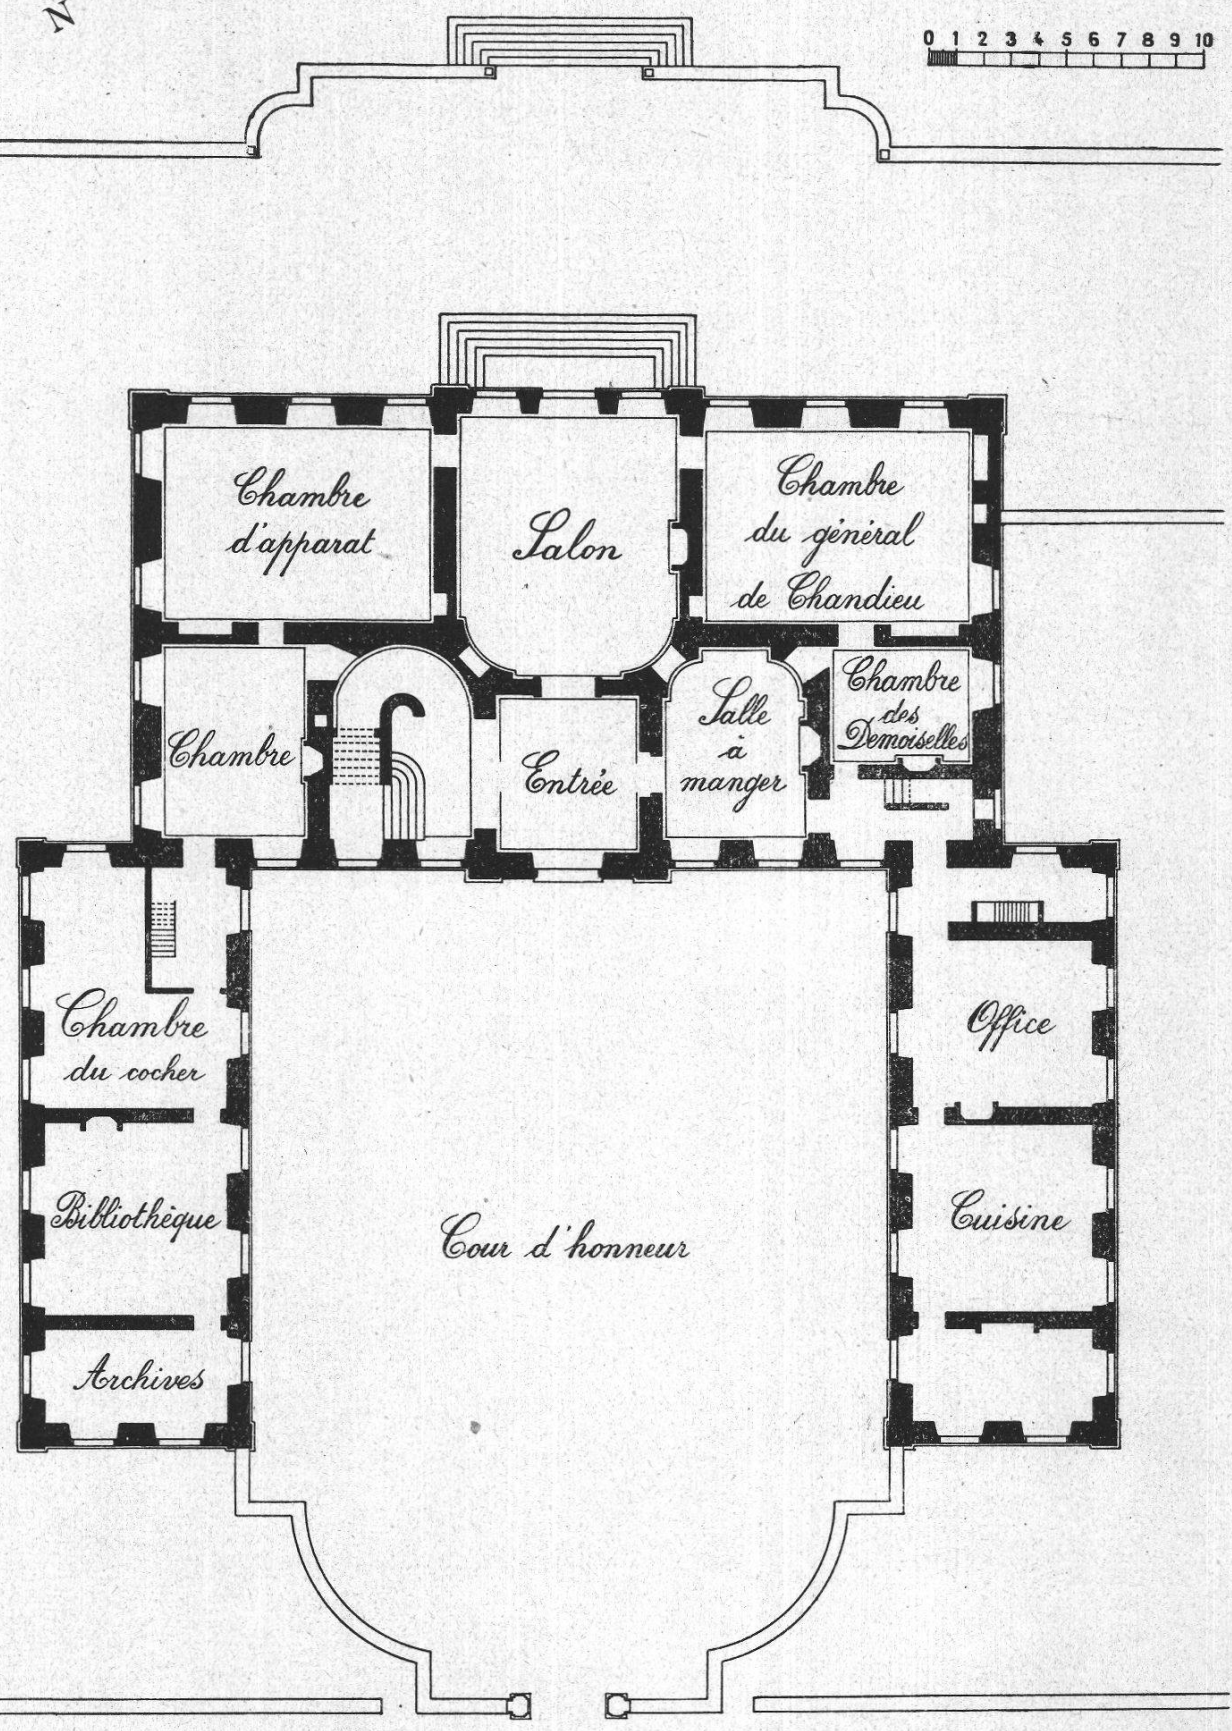 N
0 1 2 3 4 5 6 7 8 9 10
Chambre
d'apparat
Salon
Chambre
du général
de Chandieu
Chambre
Entrée
Salle
à
manger
Chambre
des
Demoiselles
Chambre
du cocher
Office
Bibliothèque
Cour d'honneur
Cuisine
Archives